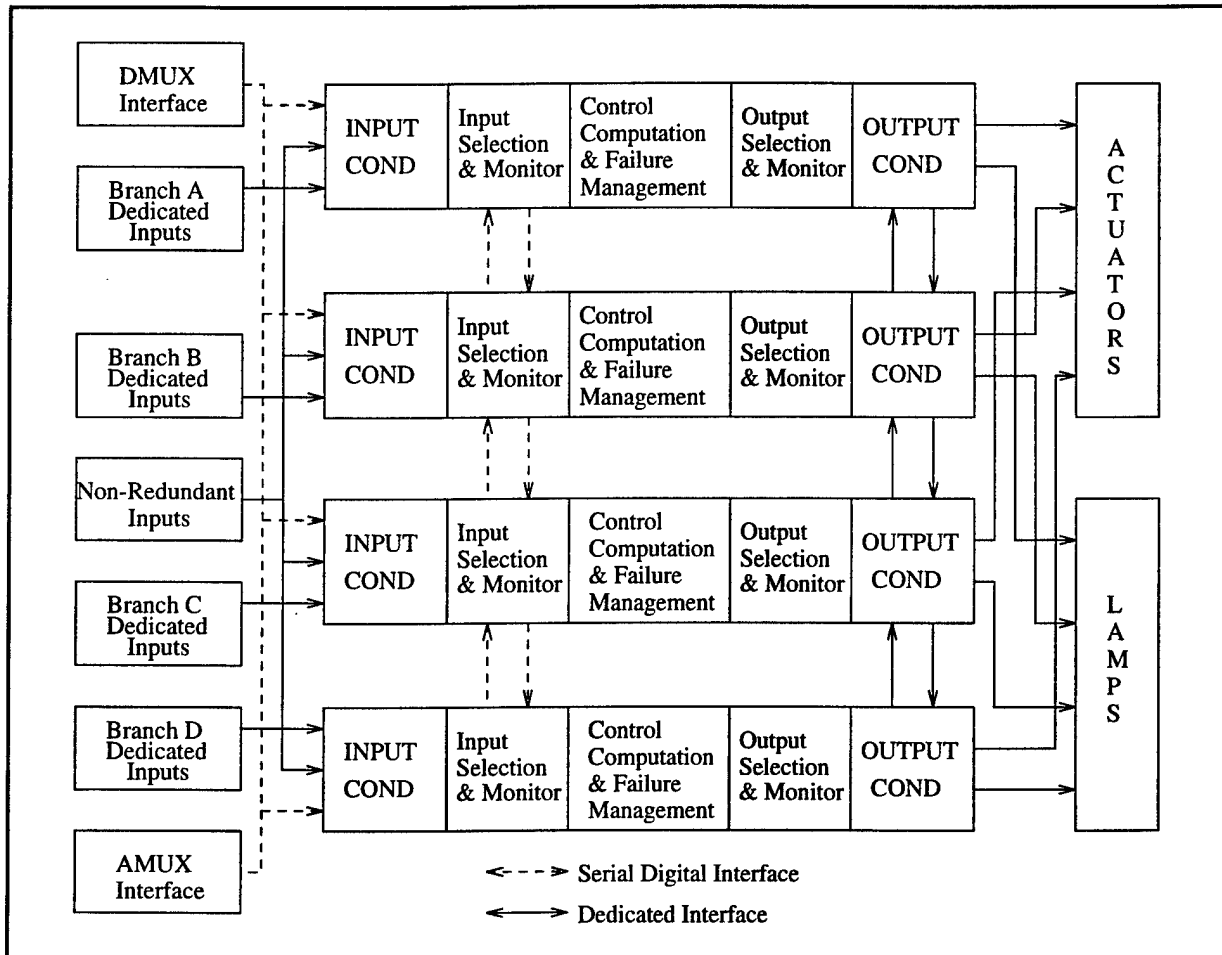 DMUX
Interface
Branch A
Dedicated
Inputs
Branch B
Dedicated
Inputs
Non-Redundant
Inputs
Branch C
Dedicated
Inputs
Branch D
Dedicated
Inputs
AMUX
Interface
INPUT
COND
Input
Selection
& Monitor
Control
Computation
& Failure
Management
Output
Selection
& Monitor
OUTPUT
COND
INPUT
COND
Input
Selection
& Monitor
Control
Computation
& Failure
Management
Output
Selection
& Monitor
OUTPUT
COND
INPUT
COND
Input
Selection
& Monitor
Control
Computation
& Failure
Management
Output
Selection
& Monitor
OUTPUT
COND
INPUT
COND
Input
Selection
& Monitor
Control
Computation
& Failure
Management
Output
Selection
& Monitor
OUTPUT
COND
ACTUATORS
LAMPS
Serial Digital Interface
Dedicated Interface